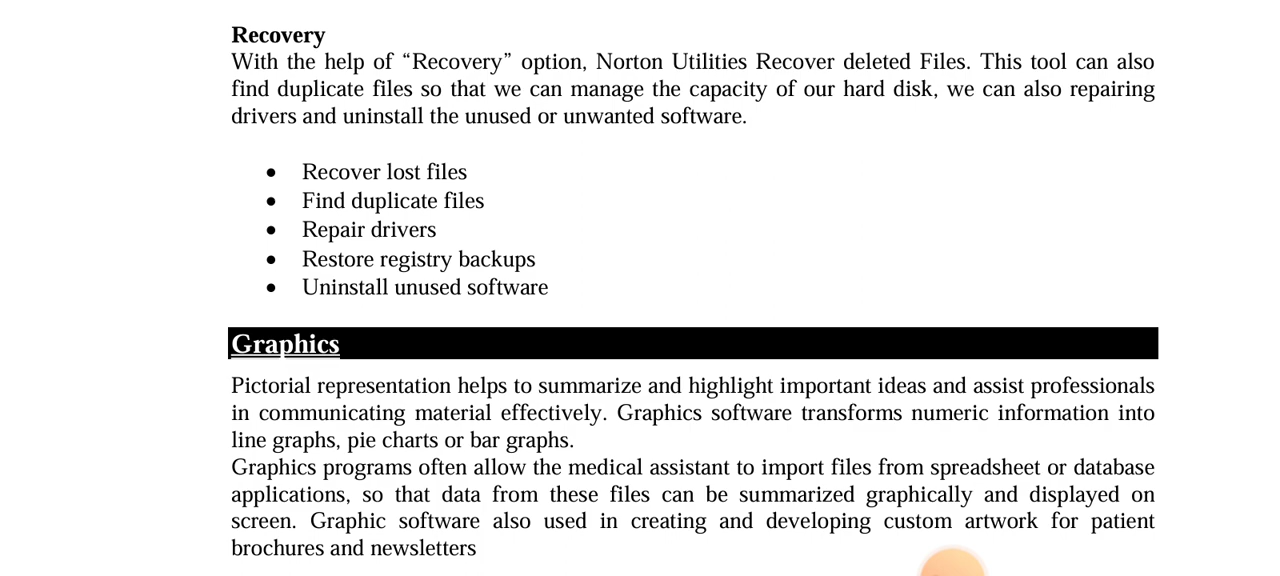 Recovery
With the help of “Recovery” option, Norton Utilities Recover deleted Files. This tool can also
find duplicate files so that we can manage the capacity of our hard disk, we can also repairing
drivers and uninstall the unused or unwanted software.
• Recover lost files
• Find duplicate files
• Repair drivers
• Restore registry backups
• Uninstall unused software
Graphics
Pictorial representation helps to summarize and highlight important ideas and assist professionals
in communicating material effectively. Graphics software transforms numeric information into
line graphs, pie charts or bar graphs.
Graphics programs often allow the medical assistant to import files from spreadsheet or database
applications, so that data from these files can be summarized graphically and displayed on
screen. Graphic software also used in creating and developing custom artwork for patient
brochures and newsletters